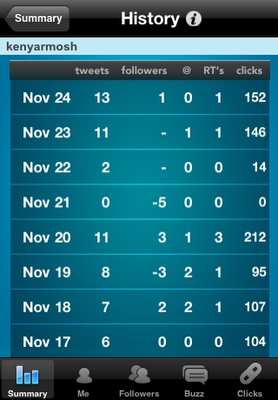 Summary History i
kenyarmosh
tweets followers @ RT's clicks
Nov 24 13 1 0 1 152
Nov 23 11 - 1 1 146
Nov 22 2 - 0 0 14
Nov 21 0 -5 0 0 0
Nov 20 11 3 1 3 212
Nov 19 8 -3 2 1 95
Nov 18 7 2 2 1 107
Nov 17 6 0 0 0 104
Summary Me Followers Buzz Clicks